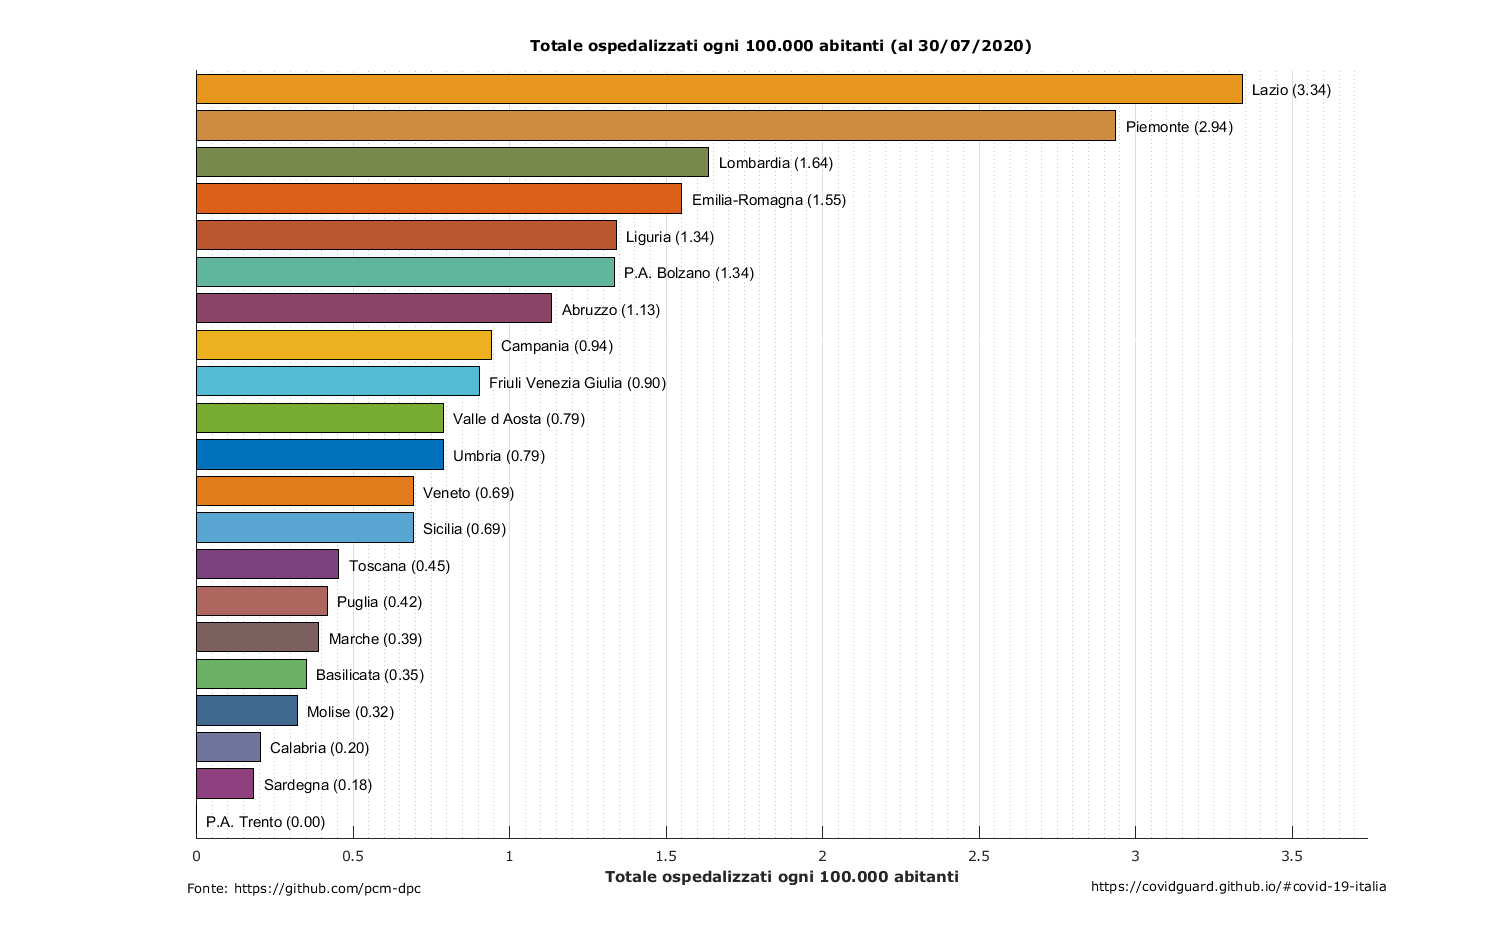 Totale ospedalizzati ogni 100.000 abitanti (al 30/07/2020)
Lazio (3.34)
Piemonte (2.94)
Lombardia (1.64)
Emilia-Romagna (1.55)
Liguria (1.34)
P.A. Bolzano (1.34)
Abruzzo (1.13)
Campania (0.94)
Friuli Venezia Giulia (0.90)
Valle d Aosta (0.79)
Umbria (0.79)
Veneto (0.69)
Sicilia (0.69)
Toscana (0.45)
Puglia (0.42)
Marche (0.39)
Basilicata (0.35)
Molise (0.32)
Calabria (0.20)
Sardegna (0.18)
P.A. Trento (0.00)
0 0.5 1 1.5 2 2.5 3 3.5
Totale ospedalizzati ogni 100.000 abitanti
Fonte: https://github.com/pcm-dpc
https://covidguard.github.io/#covid-19-italia